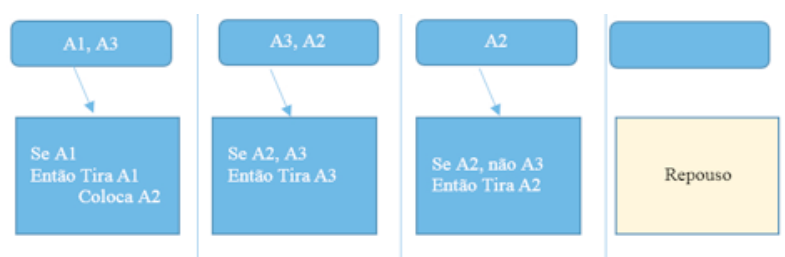 A1, A3
Se A1
Então Tira A1
Coloca A2
A3, A2
Se A2, A3
Então Tira A3
A2
Se A2, não A3
Então Tira A2
Repouso